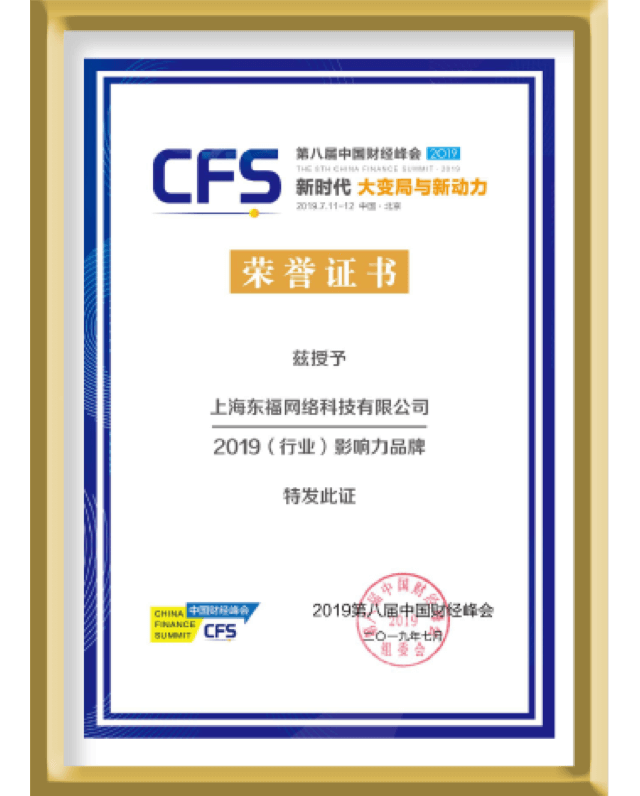 CFS
第八届中国财经峰会 2019
THE 8TH CHINA FINANCE SUMMIT · 2019
新时代 大变局与新动力
2019.7.11-12 中国·北京
荣誉证书
兹授予
上海东福网络科技有限公司
2019（行业）影响力品牌
特发此证
CHINA
FINANCE
SUMMIT
中国财经峰会
CFS
2019第八届中国财经峰会
二〇一九年七月
第八届中国财经峰会
2019
组委会